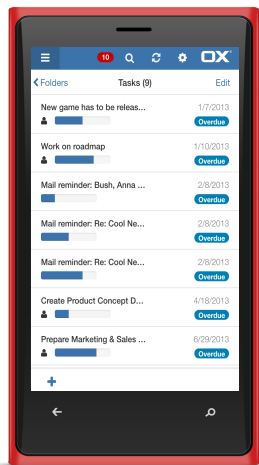 10 OX
Folders Tasks (9) Edit
New game has to be releas... 1/7/2013
Overdue
Work on roadmap 1/10/2013
Overdue
Mail reminder: Bush, Anna ... 2/8/2013
Overdue
Mail reminder: Re: Cool Ne... 2/8/2013
Overdue
Mail reminder: Re: Cool Ne... 2/8/2013
Overdue
Create Product Concept D... 4/18/2013
Overdue
Prepare Marketing & Sales ... 6/29/2013
Overdue